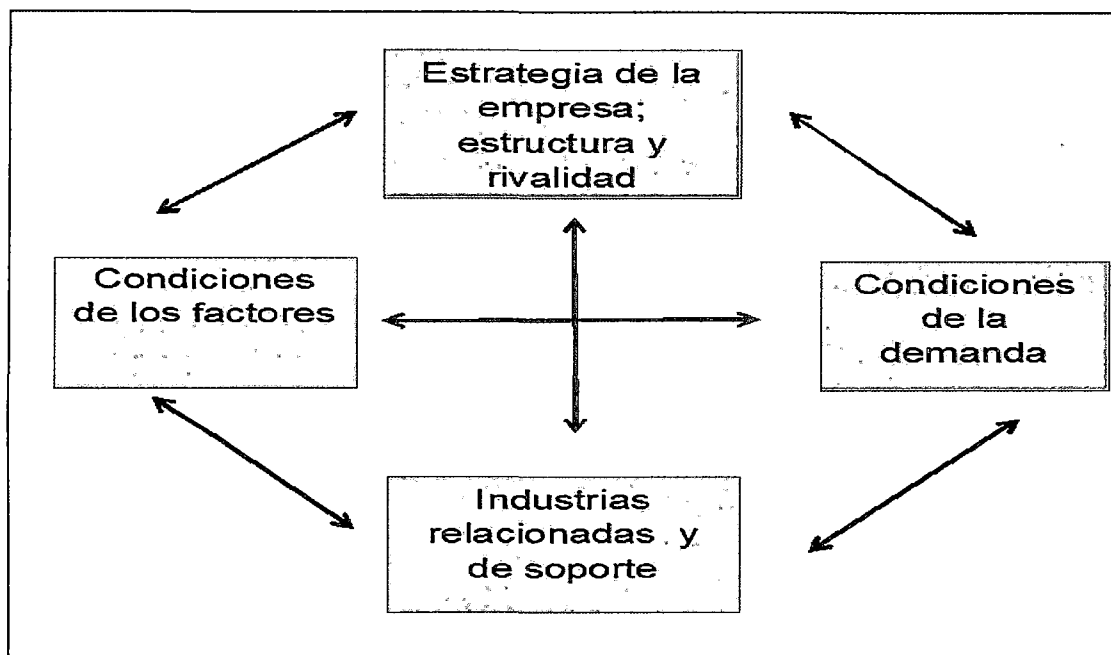 Estrategia de la
empresa;
estructura y
rivalidad
Condiciones
de los factores
Condiciones
de la
demanda
Industrias
relacionadas y
de soporte